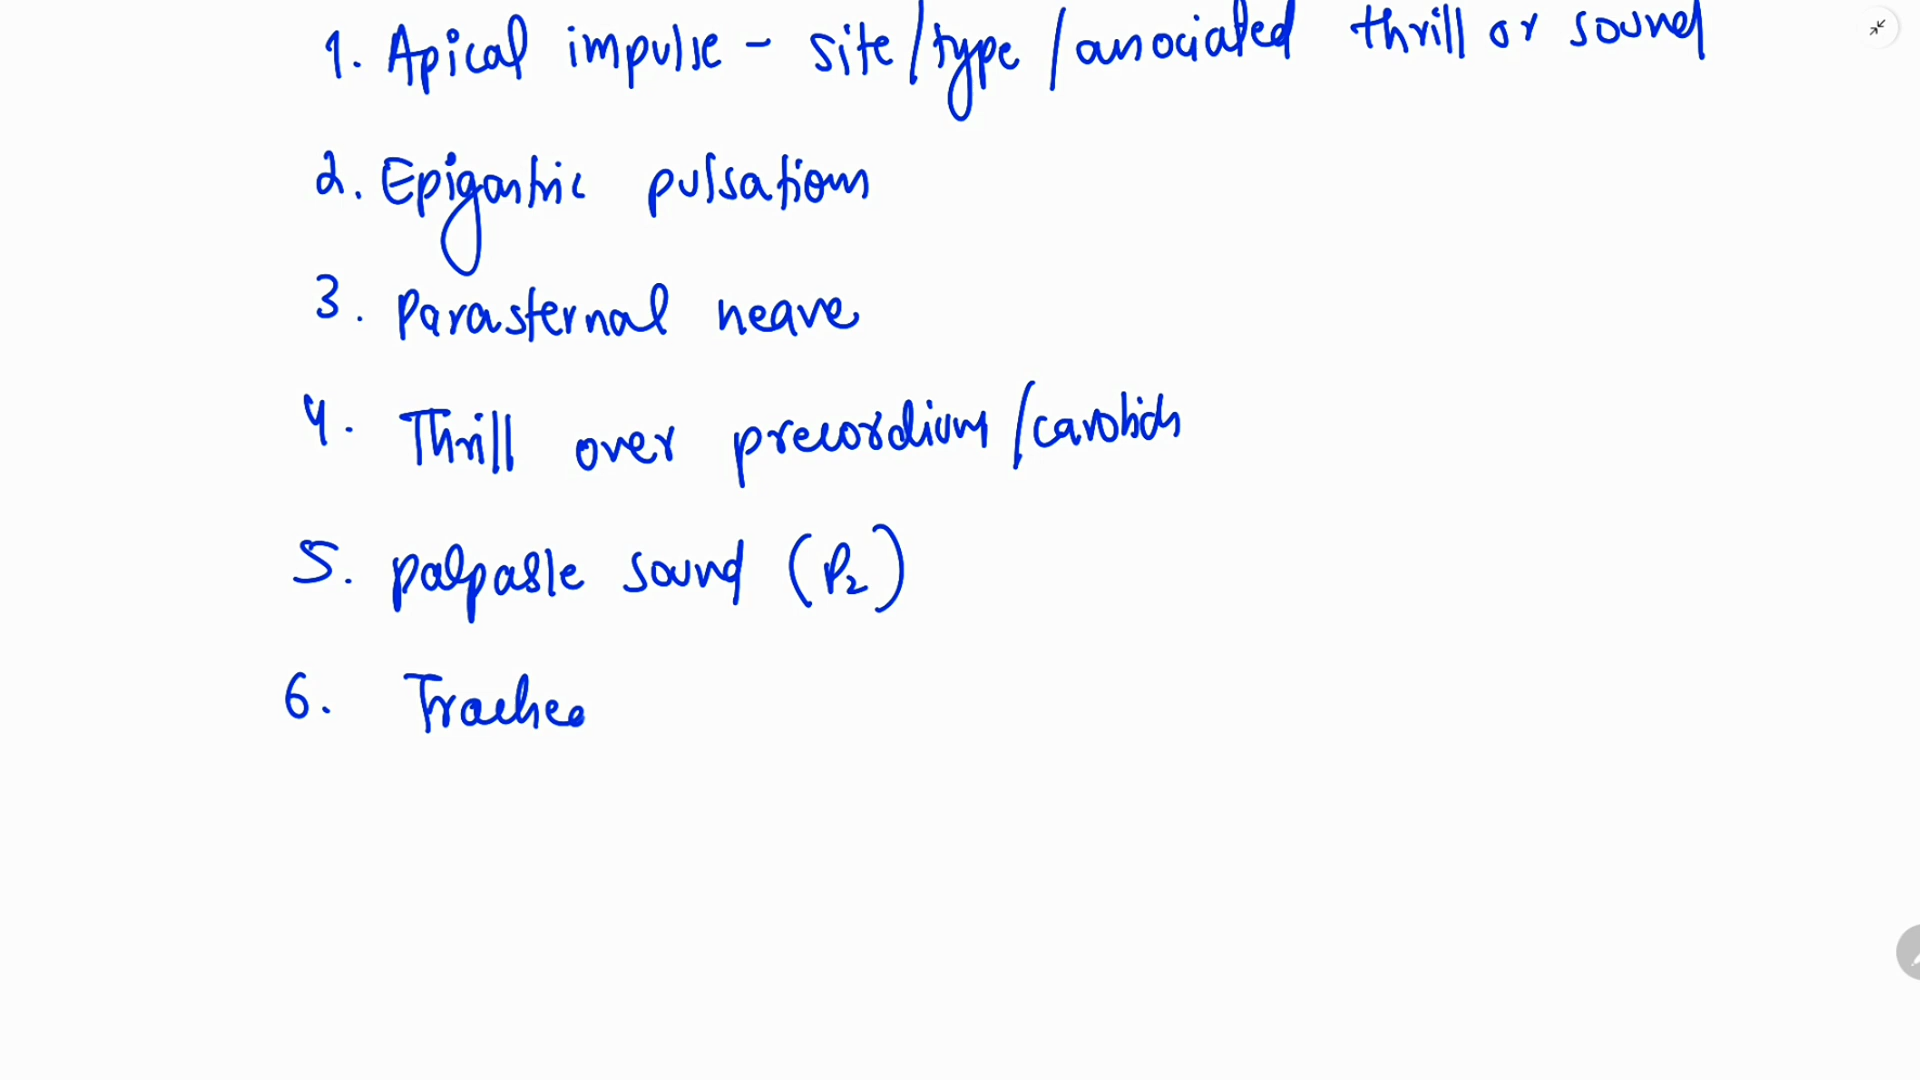 1. Apical impulse - site/type/associated thrill or sound
2. Epigastric pulsations
3. Parasternal heave
4. Thrill over precordium/carotids
5. palpable sound (P₂)
6. Trachea